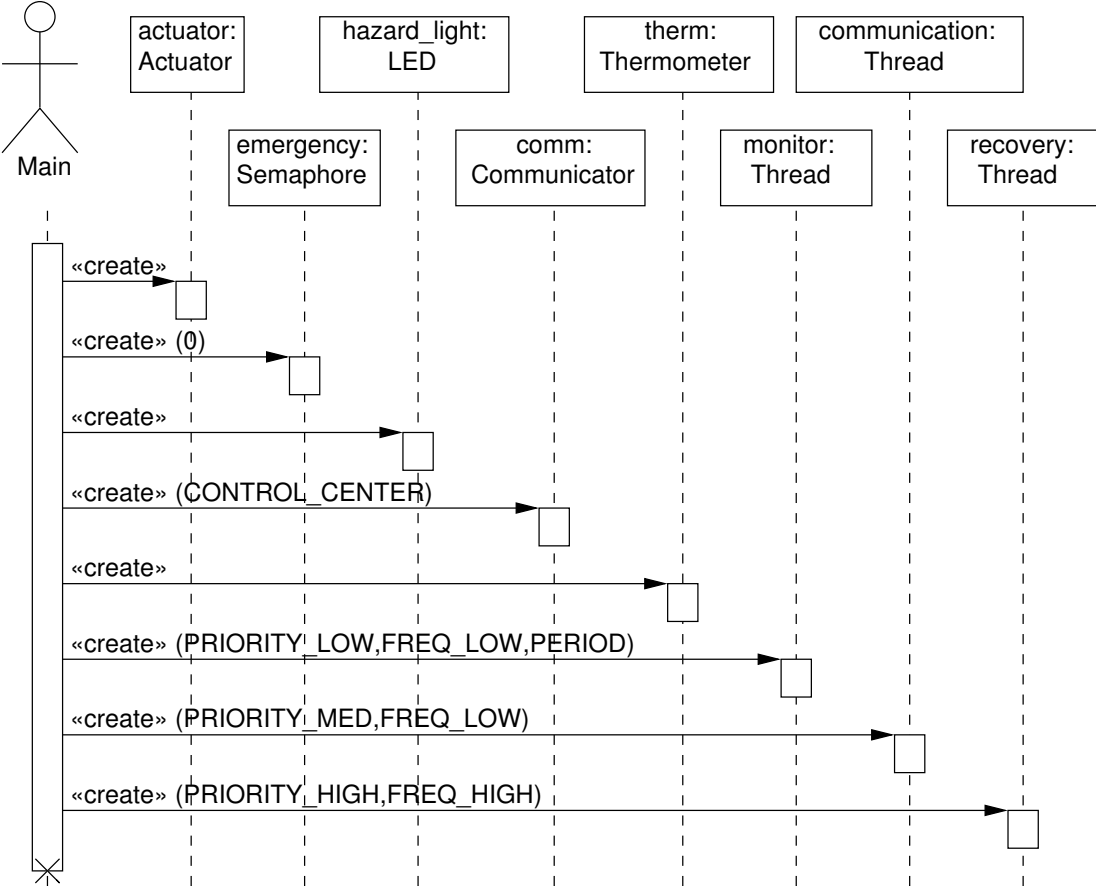 actuator:
Actuator
hazard_light:
LED
therm:
Thermometer
communication:
Thread
emergency:
Semaphore
comm:
Communicator
monitor:
Thread
recovery:
Thread
Main
«create»
«create» (0)
«create»
«create» (CONTROL_CENTER)
«create»
«create» (PRIORITY_LOW,FREQ_LOW,PERIOD)
«create» (PRIORITY_MED,FREQ_LOW)
«create» (PRIORITY_HIGH,FREQ_HIGH)